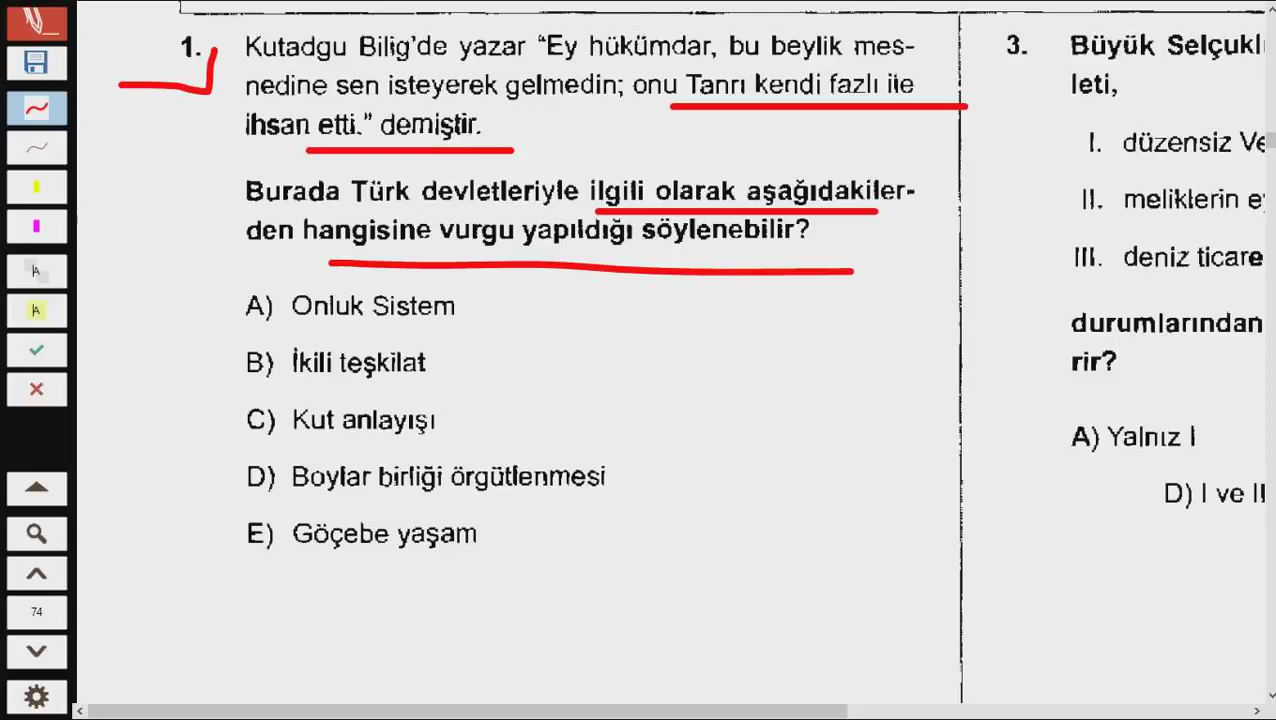 1. Kutadgu Bilig'de yazar “Ey hükümdar, bu beylik mes-
nedine sen isteyerek gelmedin; onu Tanrı kendi fazlı ile
ihsan etti.” demiştir.
Burada Türk devletleriyle ilgili olarak aşağıdakiler-
den hangisine vurgu yapıldığı söylenebilir?
A) Onluk Sistem
B) İkili teşkilat
C) Kut anlayışı
D) Boylar birliği örgütlenmesi
E) Göçebe yaşam
3. Büyük Selçukl
leti,
I. düzensiz Ve
II. meliklerin ey
III. deniz ticare
durumlarından
rir?
A) Yalnız I
D) I ve II
A
A
74